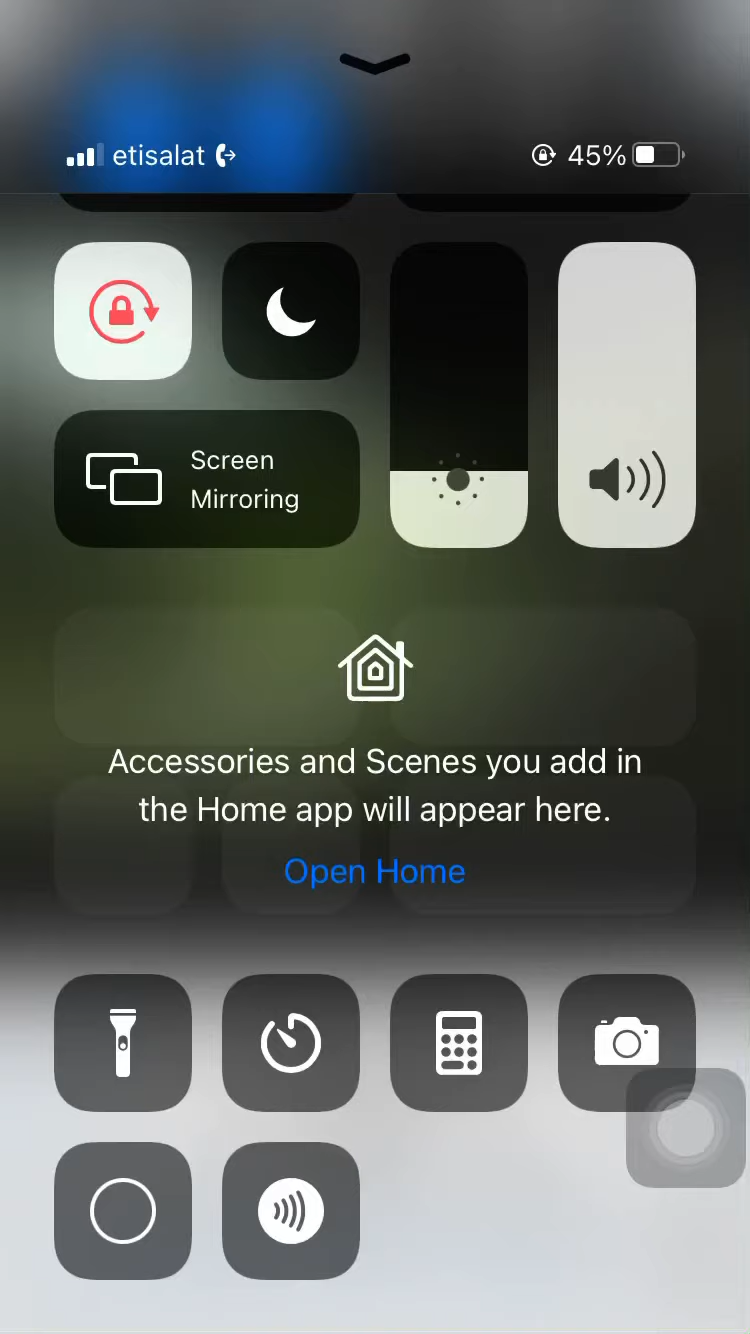 etisalat
45%
Screen
Mirroring
Accessories and Scenes you add in
the Home app will appear here.
Open Home